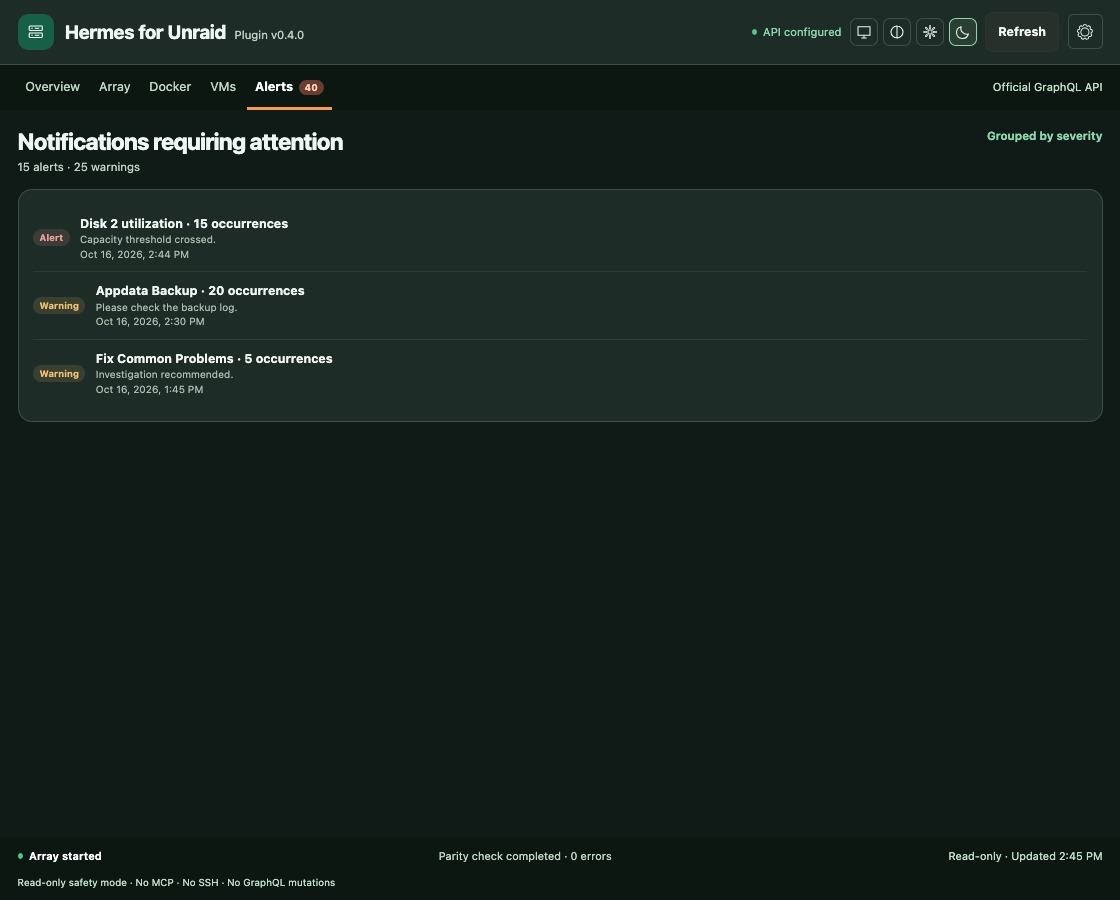 Hermes for Unraid Plugin v0.4.0
API configured
Refresh
Overview Array Docker VMs Alerts 40
Official GraphQL API
Notifications requiring attention
Grouped by severity
15 alerts · 25 warnings
Alert
Disk 2 utilization · 15 occurrences
Capacity threshold crossed.
Oct 16, 2026, 2:44 PM
Warning
Appdata Backup · 20 occurrences
Please check the backup log.
Oct 16, 2026, 2:30 PM
Warning
Fix Common Problems · 5 occurrences
Investigation recommended.
Oct 16, 2026, 1:45 PM
Array started
Parity check completed · 0 errors
Read-only · Updated 2:45 PM
Read-only safety mode · No MCP · No SSH · No GraphQL mutations